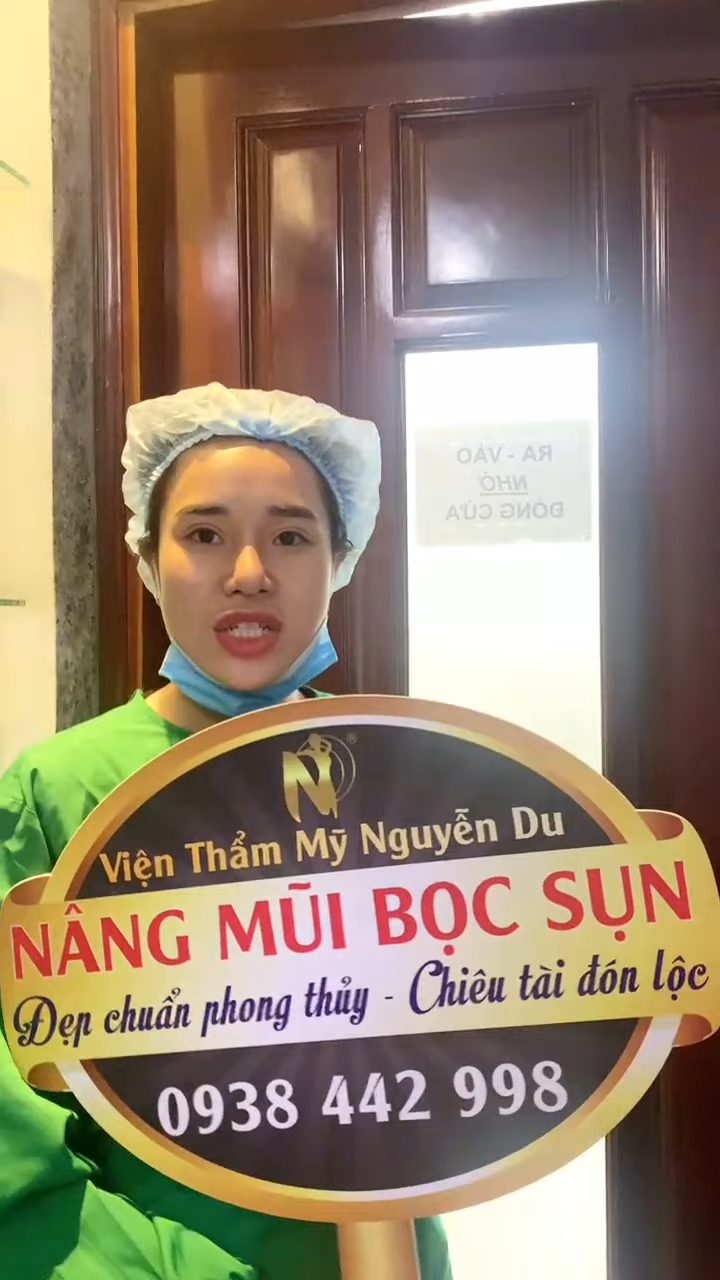 RA - VÀO
NHỚ
ĐÓNG CỬA
N
®
Viện Thẩm Mỹ Nguyễn Du
NÂNG MŨI BỌC SỤN
Đẹp chuẩn phong thủy - Chiêu tài đón lộc
0938 442 998